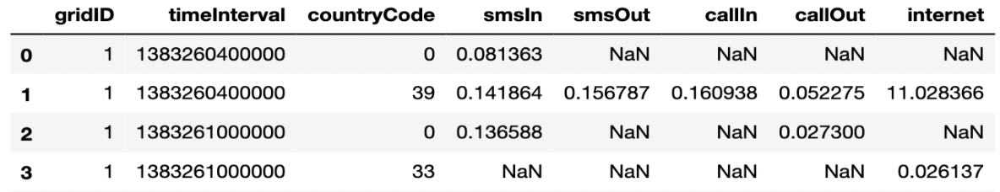 gridID timeInterval countryCode smsIn smsOut callIn callOut internet
0 1 1383260400000 0 0.081363 NaN NaN NaN NaN
1 1 1383260400000 39 0.141864 0.156787 0.160938 0.052275 11.028366
2 1 1383261000000 0 0.136588 NaN NaN 0.027300 NaN
3 1 1383261000000 33 NaN NaN NaN NaN 0.026137